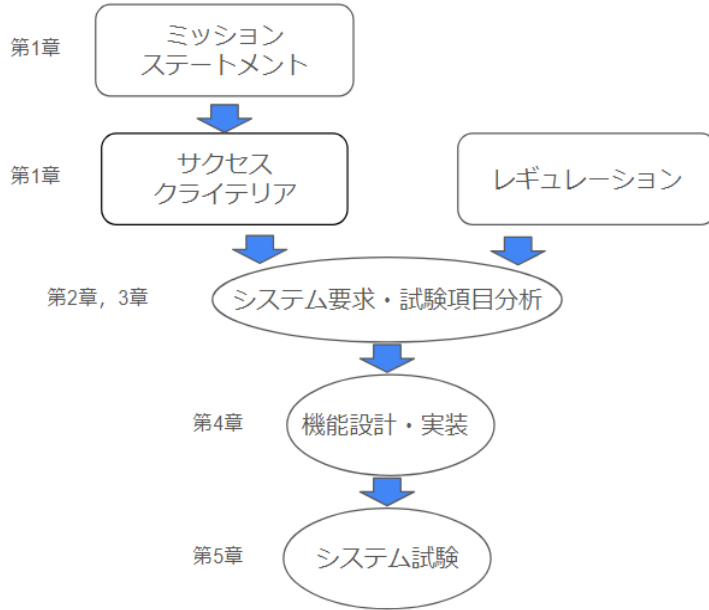 第1章
ミッション
ステートメント
第1章
サクセス
クライテリア
レギュレーション
第2章，3章
システム要求・試験項目分析
第4章
機能設計・実装
第5章
システム試験